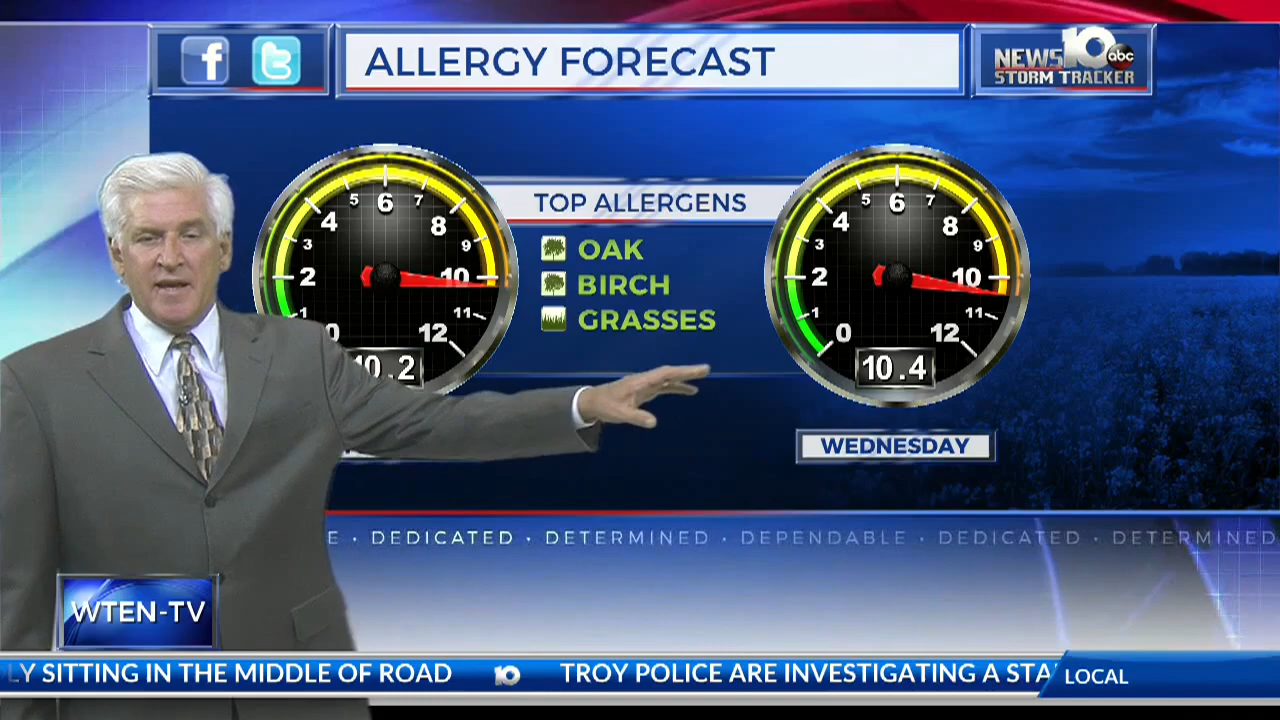 f
t
ALLERGY FORECAST
NEWS 10 abc
STORM TRACKER
0 1 2 3 4 5 6 7 8 9 10 11 12
10.2
TOP ALLERGENS
OAK
BIRCH
GRASSES
0 1 2 3 4 5 6 7 8 9 10 11 12
10.4
WEDNESDAY
E · DEDICATED · DETERMINED · DEPENDABLE · DEDICATED · DETERMINED
WTEN-TV
LY SITTING IN THE MIDDLE OF ROAD 10 TROY POLICE ARE INVESTIGATING A STA
LOCAL